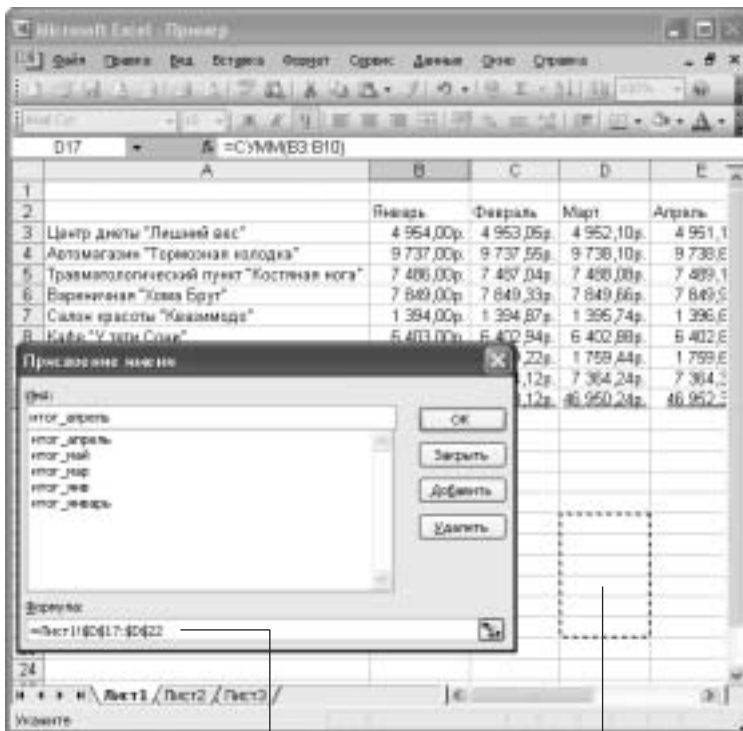 Microsoft Excel - Пример
Файл Правка Вид Вставка Формат Сервис Данные Окно Справка
D17 =СУММ(B3:B10)
A B C D E
1
2 Январь Февраль Март Апрель
3 Центр диеты "Лишний вес" 4 954,00р. 4 953,05р. 4 952,10р. 4 951,1
4 Автомагазин "Тормозная колодка" 9 737,00р. 9 737,55р. 9 738,10р. 9 738,6
5 Травматологический пункт "Костяная нога" 7 486,00р. 7 487,04р. 7 488,08р. 7 489,1
6 Вареничная "Хома Брут" 7 849,00р. 7 849,33р. 7 849,66р. 7 849,9
7 Салон красоты "Квазимодо" 1 394,00р. 1 394,87р. 1 395,74р. 1 396,6
8 Кафе "У тети Сони" 6 403,00р. 6 402,94р. 6 402,88р. 6 402,8
,22р. 1 759,44р. 1 759,6
,12р. 7 364,24р. 7 364,3
,12р. 46 950,24р. 46 952,3
Присвоение имени
Имя:
итог_апрель
итог_апрель
итог_май
итог_мар
итог_янв
итог_январь
OK
Закрыть
Добавить
Удалить
Формула:
=Лист1!$D$17:$D$22
24
Лист1 Лист2 Лист3
Укажите